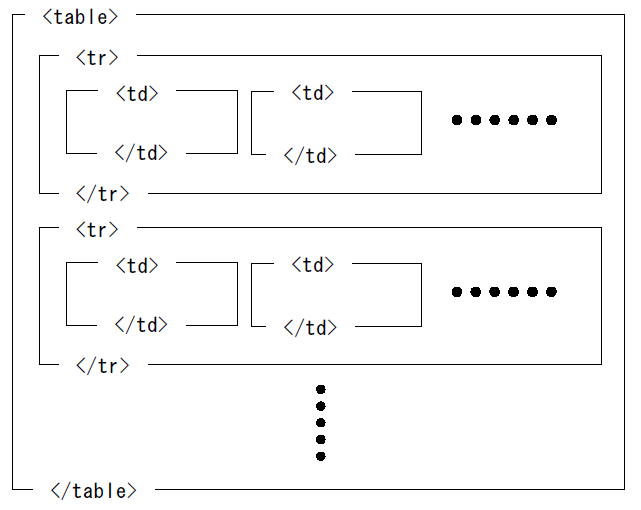 <table>
<tr>
<td> <td>
</td> </td>
</tr>
<tr>
<td> <td>
</td> </td>
</tr>
</table>